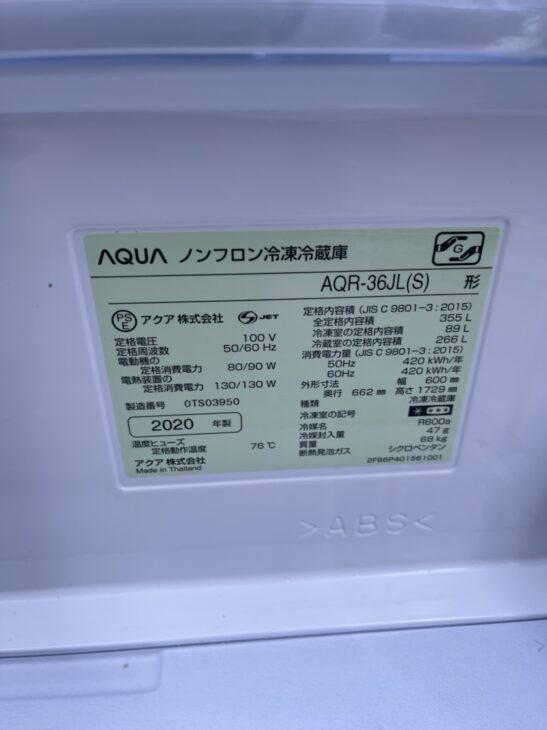 AQUA ノンフロン冷凍冷蔵庫
G
AQR-36JL(S) 形
PS
E アクア株式会社 S JET
定格電圧 100 V
定格周波数 50/60 Hz
電動機の
定格消費電力 80/90 W
電熱装置の
定格消費電力 130/130 W
製造番号 0TS03950
2020 年製
温度ヒューズ
定格動作温度 76℃
アクア株式会社
Made in Thailand
定格内容積 (JIS C 9801-3:2015)
全定格内容積 355 L
冷凍室の定格内容積 89 L
冷蔵室の定格内容積 266 L
消費電力量 (JIS C 9801-3:2015)
50Hz 420 kWh/年
60Hz 420 kWh/年
外形寸法 幅 600 mm
奥行 662 mm 高さ 1729 mm
種類 冷凍冷蔵庫
冷凍室の記号 * ***
冷媒名 R600a
冷媒封入量 47 g
質量 68 kg
断熱発泡ガス シクロペンタン
2FB6P401561001
>ABS<